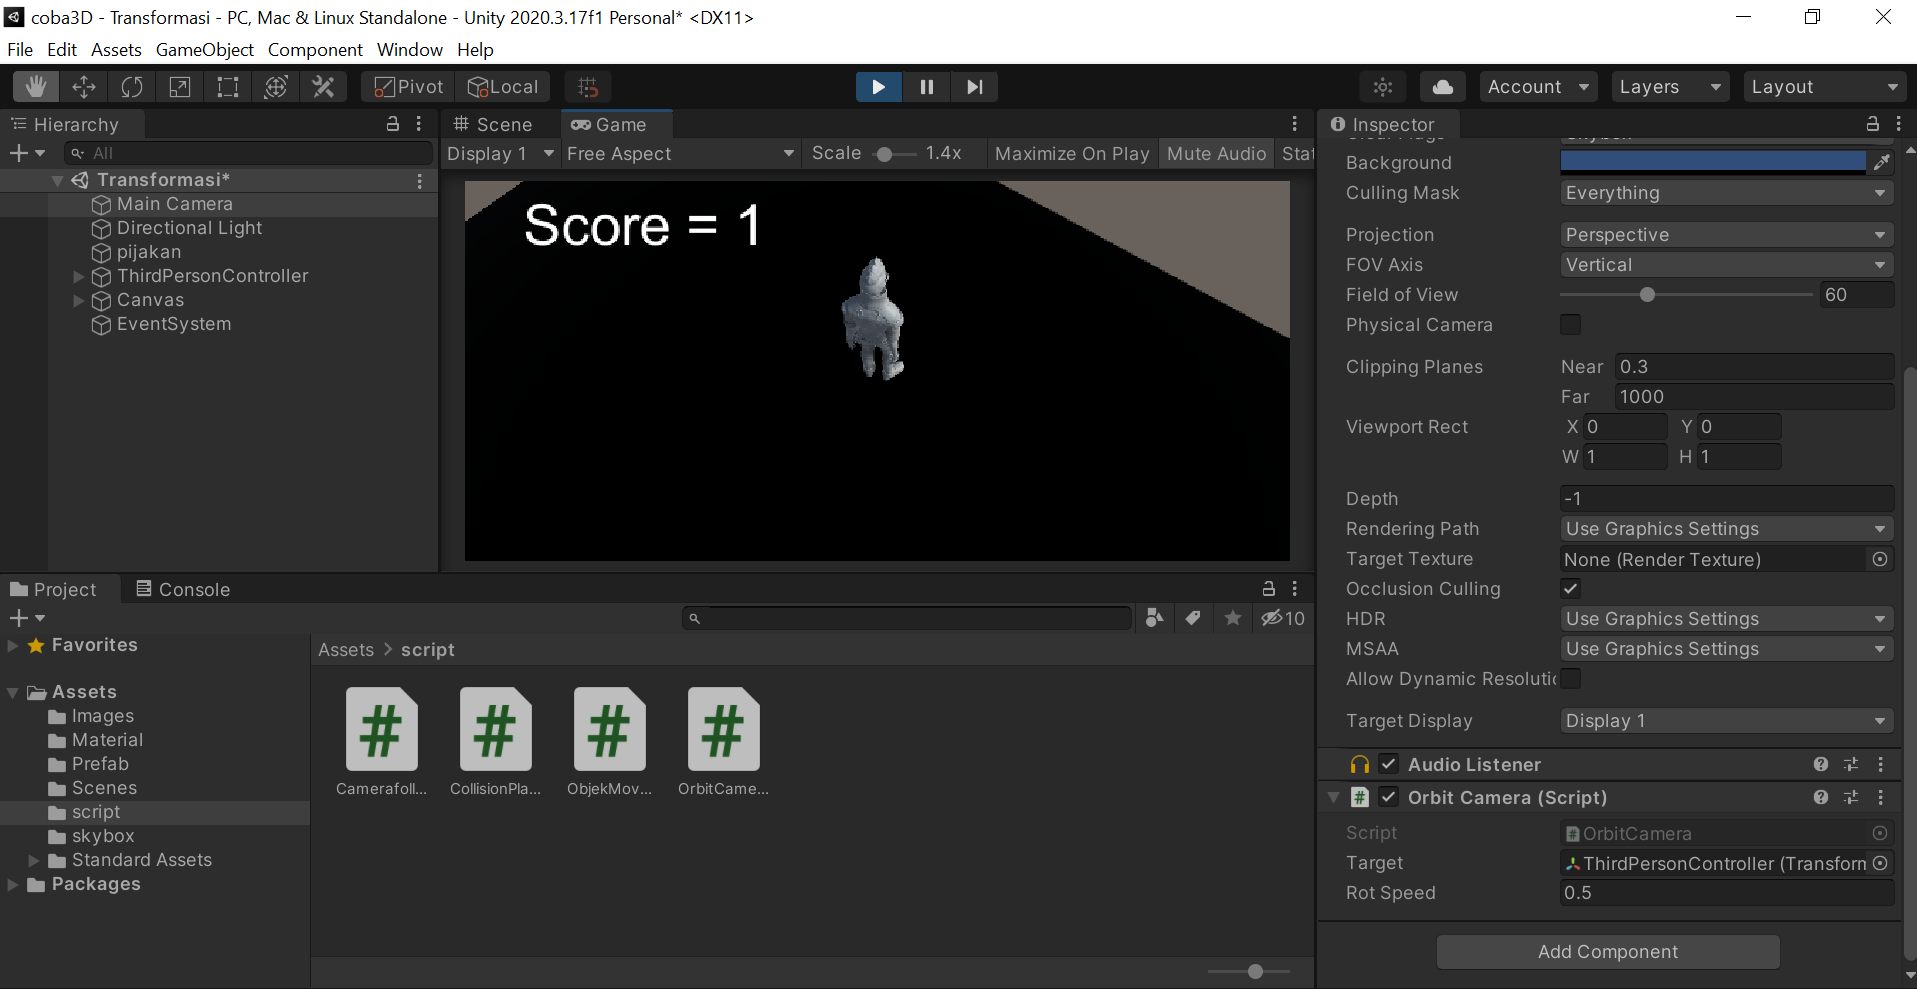 coba3D - Transformasi - PC, Mac & Linux Standalone - Unity 2020.3.17f1 Personal* <DX11>
File Edit Assets GameObject Component Window Help
Pivot Local Account Layers Layout
Hierarchy
All
Transformasi*
Main Camera
Directional Light
pijakan
ThirdPersonController
Canvas
EventSystem
Scene Game
Display 1 Free Aspect Scale 1.4x Maximize On Play Mute Audio Stat
Score = 1
Inspector
Background
Culling Mask Everything
Projection Perspective
FOV Axis Vertical
Field of View 60
Physical Camera
Clipping Planes Near 0.3
Far 1000
Viewport Rect X 0 Y 0
W 1 H 1
Depth -1
Rendering Path Use Graphics Settings
Target Texture None (Render Texture)
Occlusion Culling
HDR Use Graphics Settings
MSAA Use Graphics Settings
Allow Dynamic Resolutio
Target Display Display 1
Audio Listener
# Orbit Camera (Script)
Script # OrbitCamera
Target ThirdPersonController (Transform
Rot Speed 0.5
Add Component
Project Console
10
Favorites
Assets
Images
Material
Prefab
Scenes
script
skybox
Standard Assets
Packages
Assets > script
# # # #
Camerafoll... CollisionPla... ObjekMov... OrbitCame...